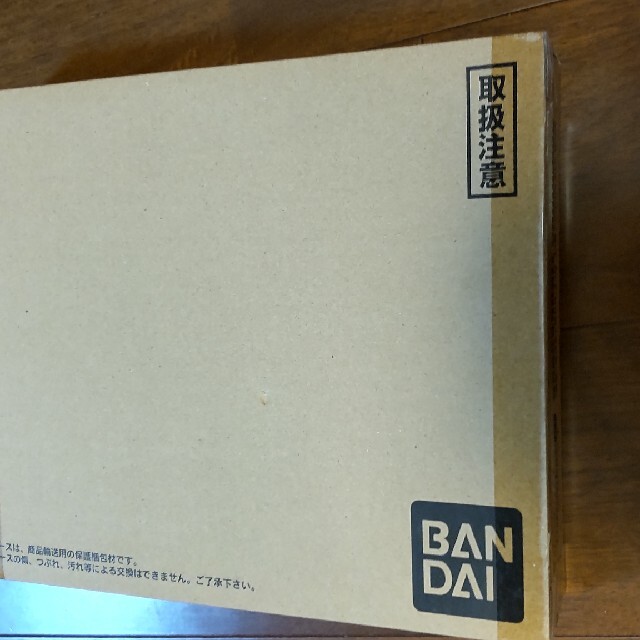 取扱注意
ースは、商品輸送用の保護梱包材です。
ースの傷、つぶれ、汚れ等による交換はできません。ご了承下さい。
BAN
DAI